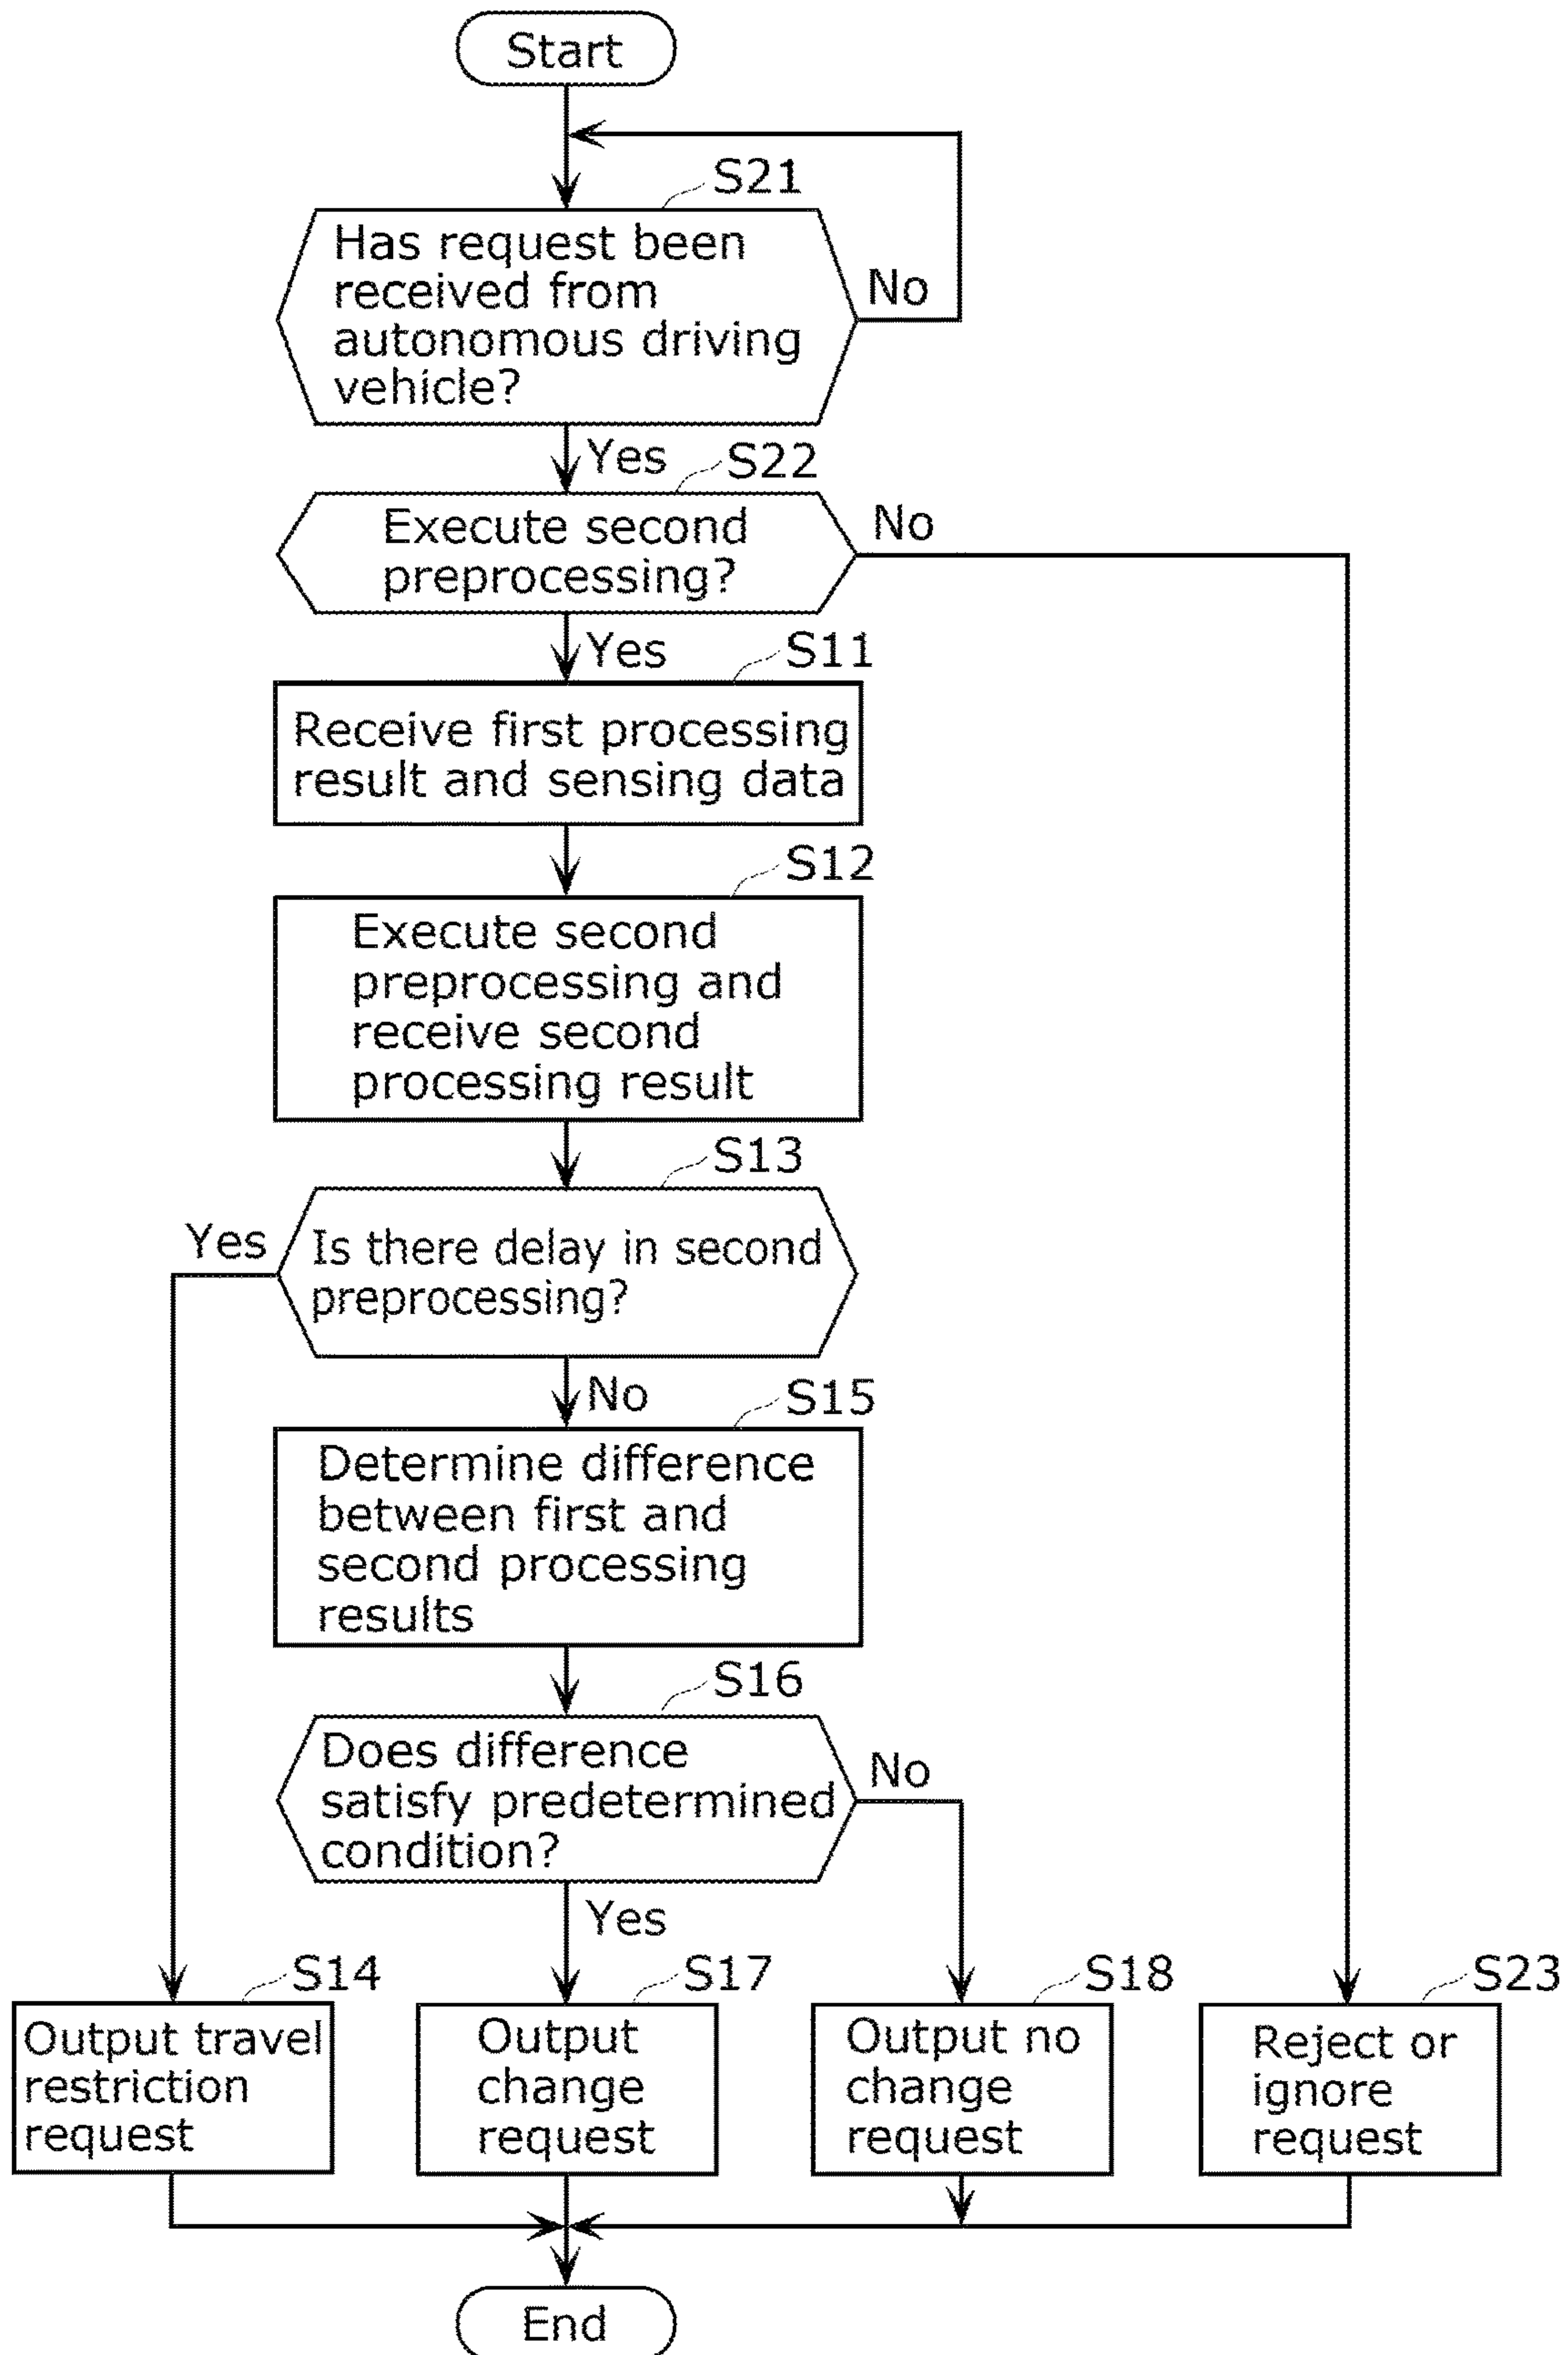 Start
S21
Has request been
received from
autonomous driving
vehicle?
No
Yes
S22
Execute second
preprocessing?
No
Yes
S11
Receive first processing
result and sensing data
S12
Execute second
preprocessing and
receive second
processing result
S13
Yes
Is there delay in second
preprocessing?
No
S15
Determine difference
between first and
second processing
results
S16
Does difference
satisfy predetermined
condition?
No
Yes
S14
Output travel
restriction
request
S17
Output
change
request
S18
Output no
change
request
S23
Reject or
ignore
request
End